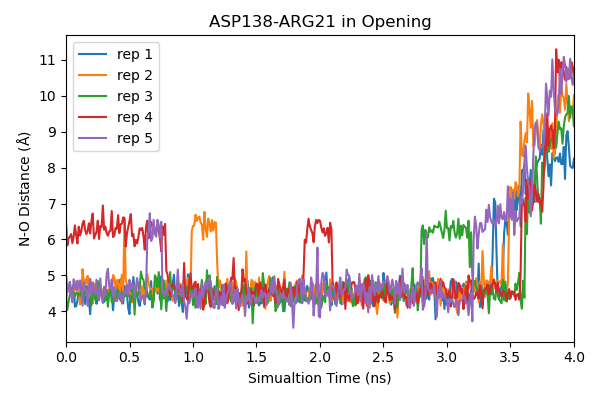 ASP138-ARG21 in Opening
rep 1
rep 2
rep 3
rep 4
rep 5
N-O Distance (Å)
11
10
9
8
7
6
5
4
0.0 0.5 1.0 1.5 2.0 2.5 3.0 3.5 4.0
Simualtion Time (ns)